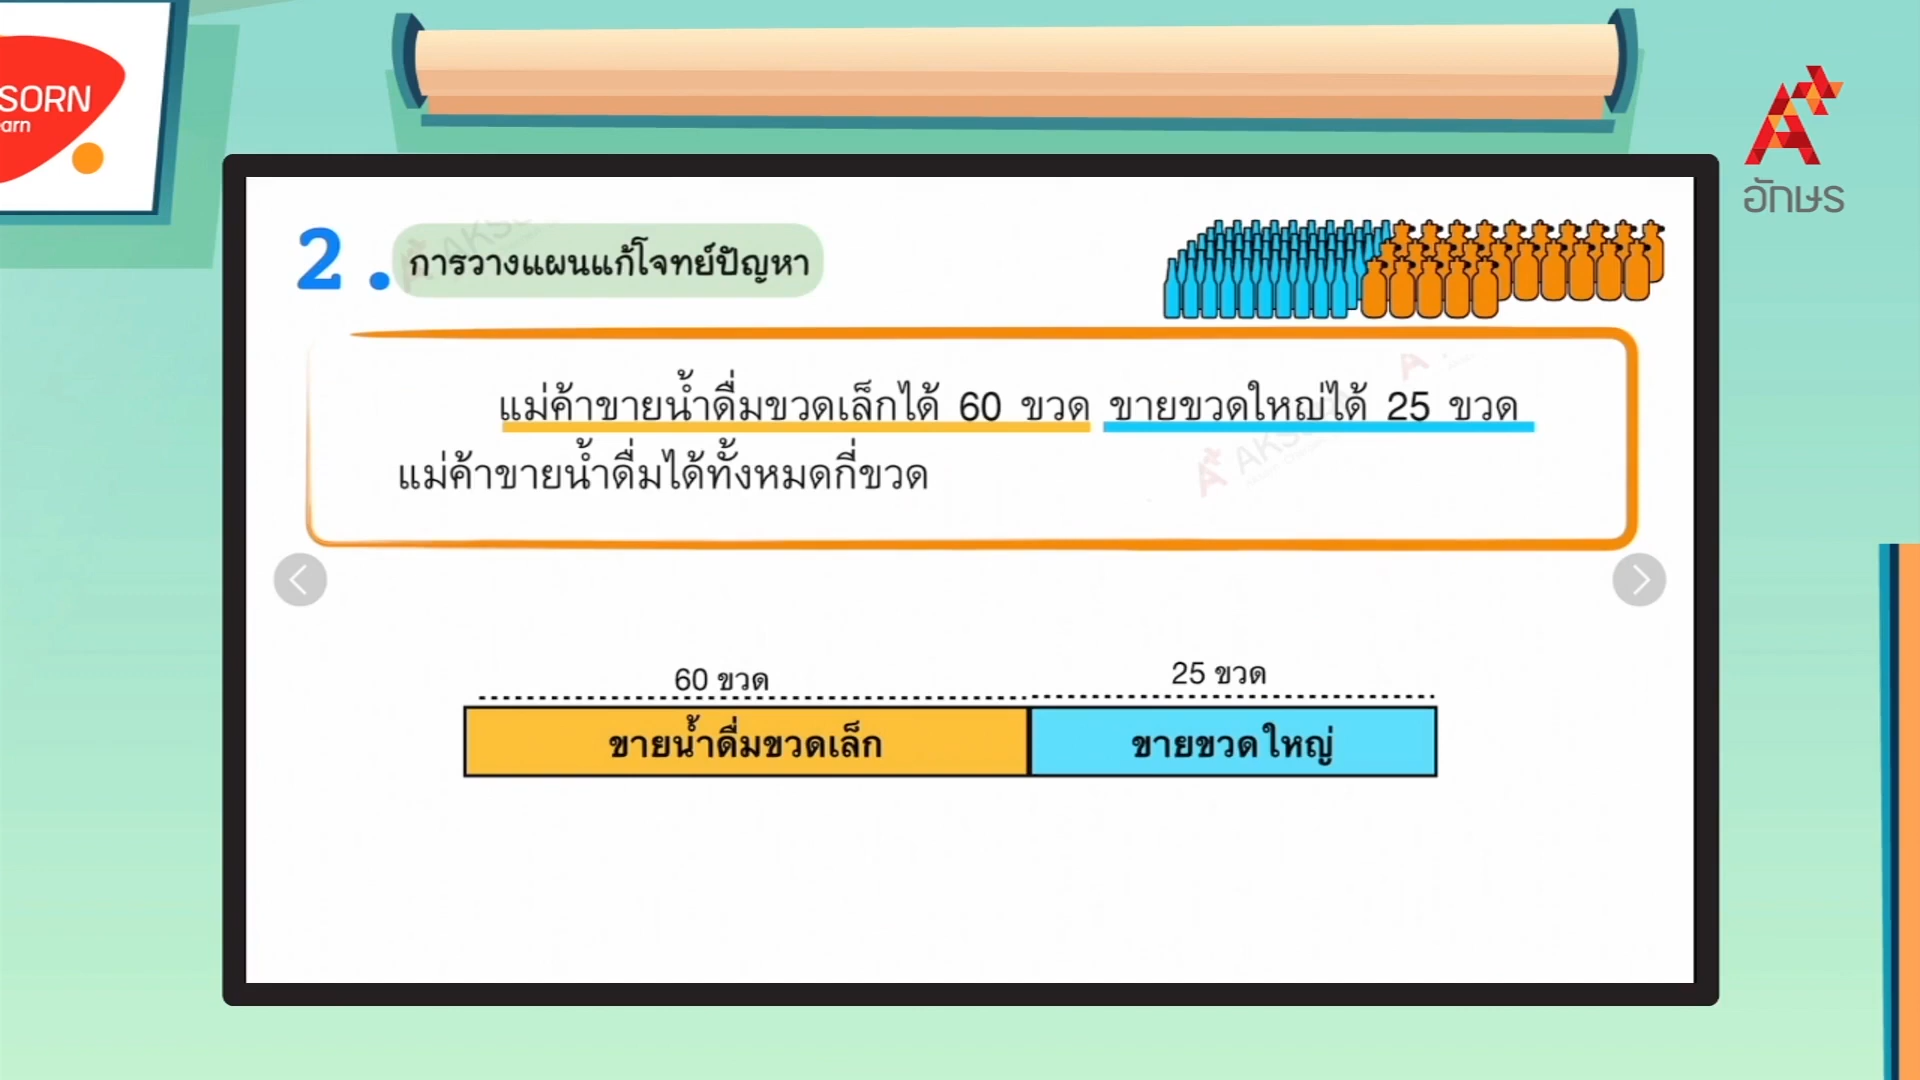 SORN
arn
อักษร
2. การวางแผนแก้โจทย์ปัญหา
แม่ค้าขายน้ำดื่มขวดเล็กได้ 60 ขวด ขายขวดใหญ่ได้ 25 ขวด
แม่ค้าขายน้ำดื่มได้ทั้งหมดกี่ขวด
60 ขวด
25 ขวด
ขายน้ำดื่มขวดเล็ก
ขายขวดใหญ่